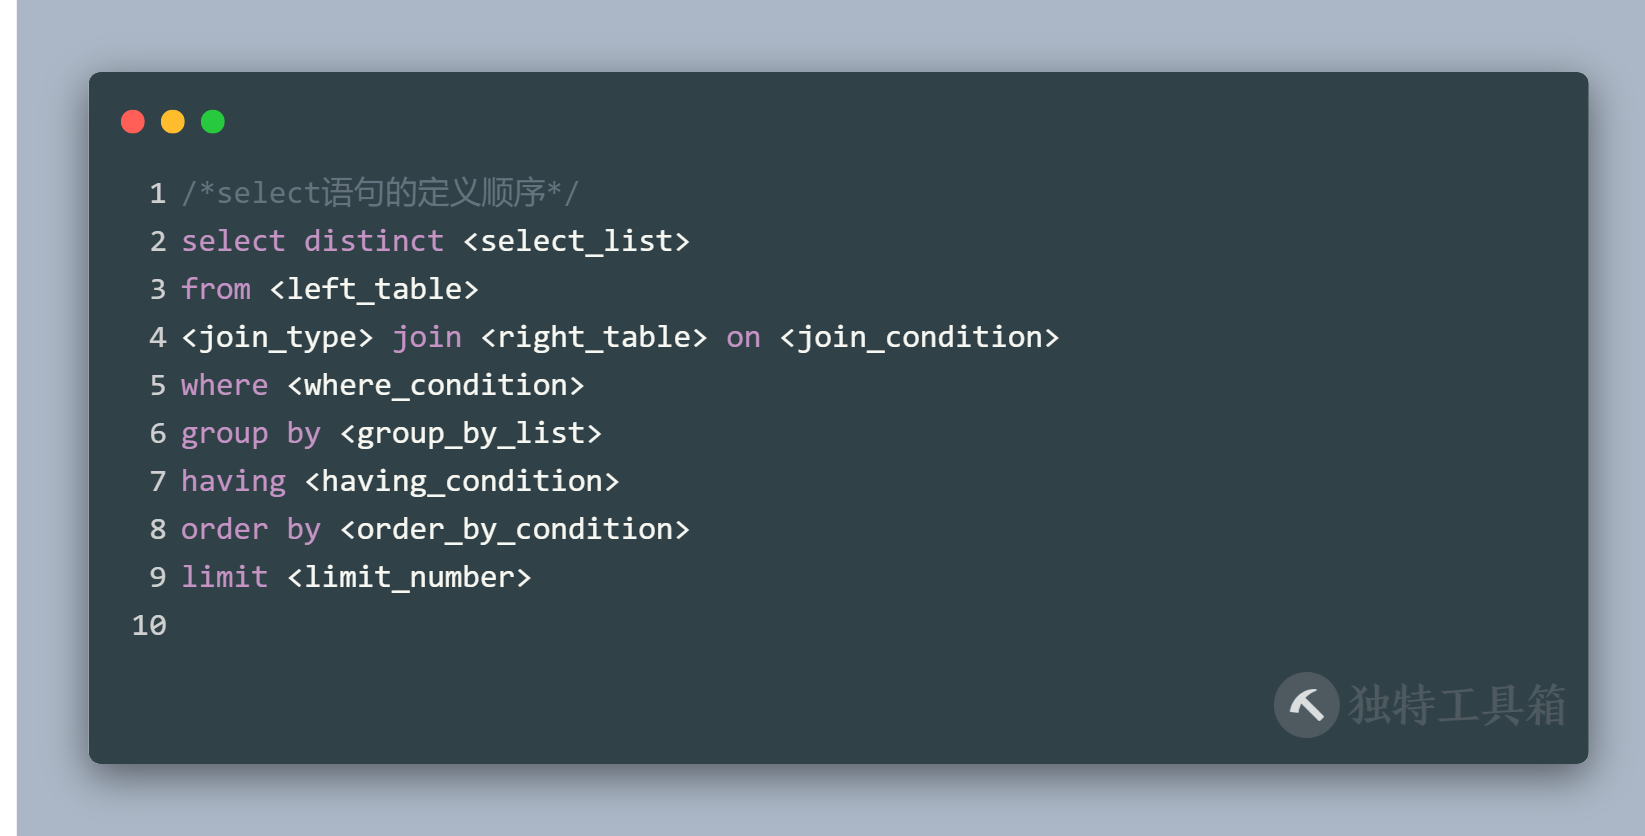 1 /*select语句的定义顺序*/
2 select distinct <select_list>
3 from <left_table>
4 <join_type> join <right_table> on <join_condition>
5 where <where_condition>
6 group by <group_by_list>
7 having <having_condition>
8 order by <order_by_condition>
9 limit <limit_number>
10
独特工具箱